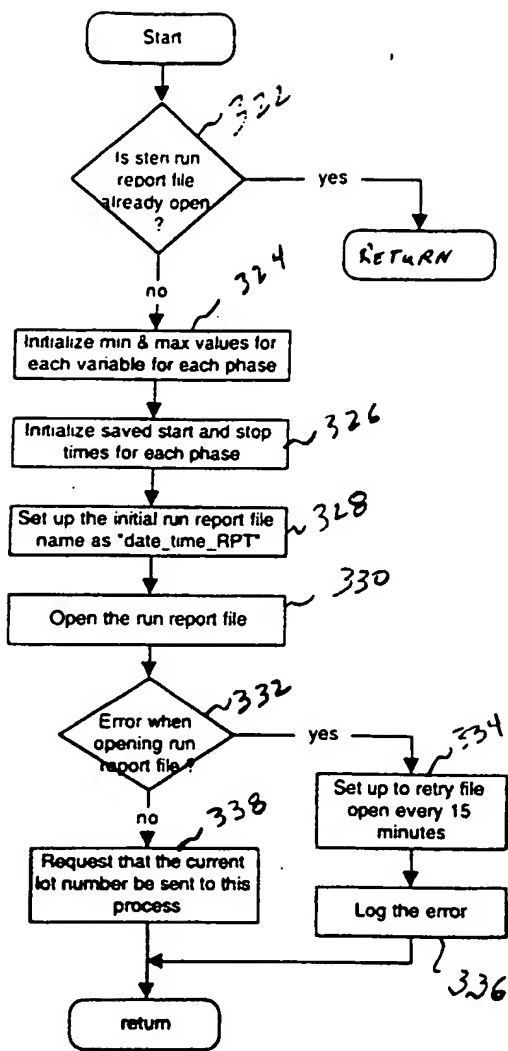 Start
322
Is steri run
report file
already open
?
yes
RETURN
no
324
Initialize min & max values for
each variable for each phase
Initialize saved start and stop
times for each phase
326
Set up the initial run report file
name as "date_time_RPT"
328
330
Open the run report file
332
Error when
opening run
report file ?
yes
334
Set up to retry file
open every 15
minutes
no
338
Request that the current
lot number be sent to this
process
Log the error
336
return